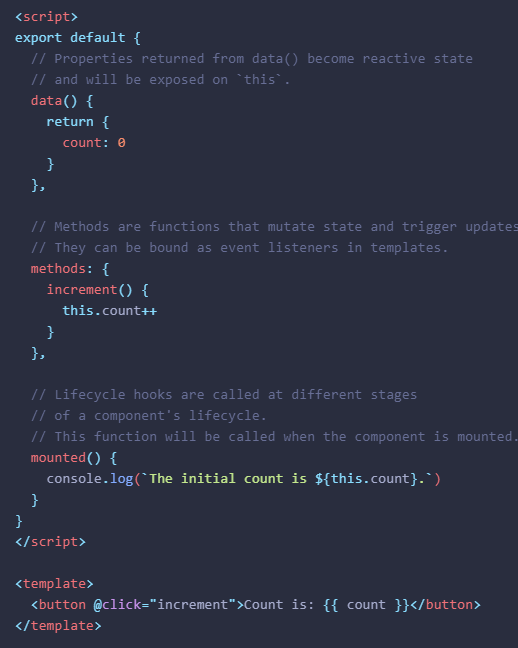 <script>
export default {
  // Properties returned from data() become reactive state
  // and will be exposed on `this`.
  data() {
    return {
      count: 0
    }
  },

  // Methods are functions that mutate state and trigger updates
  // They can be bound as event listeners in templates.
  methods: {
    increment() {
      this.count++
    }
  },

  // Lifecycle hooks are called at different stages
  // of a component's lifecycle.
  // This function will be called when the component is mounted.
  mounted() {
    console.log(`The initial count is ${this.count}.`)
  }
}
</script>

<template>
  <button @click="increment">Count is: {{ count }}</button>
</template>